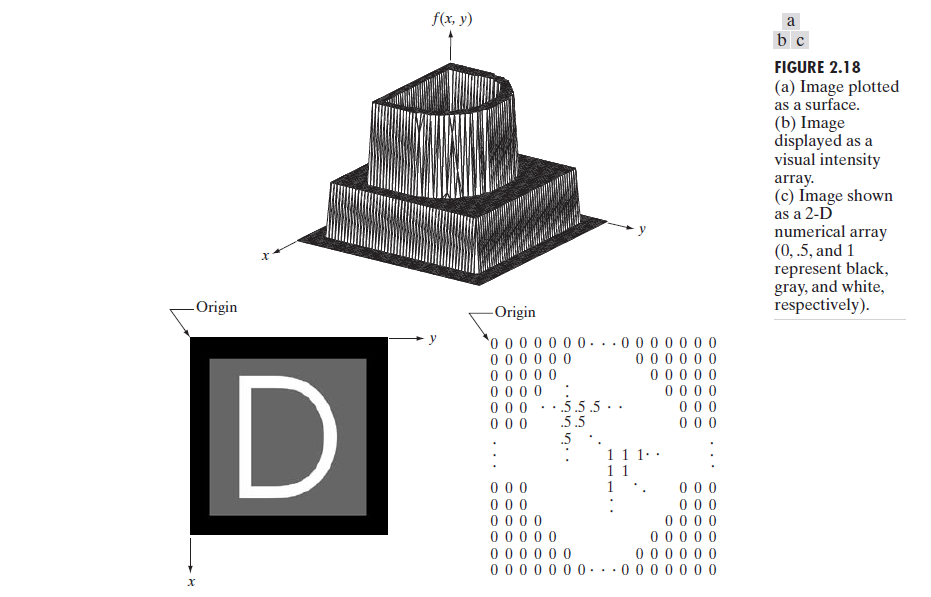 f(x, y)
a
b c
FIGURE 2.18
(a) Image plotted
as a surface.
(b) Image
displayed as a
visual intensity
array.
(c) Image shown
as a 2-D
numerical array
(0, .5, and 1
represent black,
gray, and white,
respectively).
y
x
Origin
y
D
x
Origin
0 0 0 0 0 0 0 · · · 0 0 0 0 0 0 0
0 0 0 0 0 0 0 0 0 0 0 0
0 0 0 0 0 0 0 0 0 0
0 0 0 0 0 0 0 0
0 0 0 · · .5 .5 .5 · · 0 0 0
0 0 0 .5 .5 0 0 0
.5
1 1 1 · ·
1 1
0 0 0 1 0 0 0
0 0 0 0 0 0
0 0 0 0 0 0 0 0
0 0 0 0 0 0 0 0 0 0
0 0 0 0 0 0 0 0 0 0 0 0
0 0 0 0 0 0 0 · · · 0 0 0 0 0 0 0